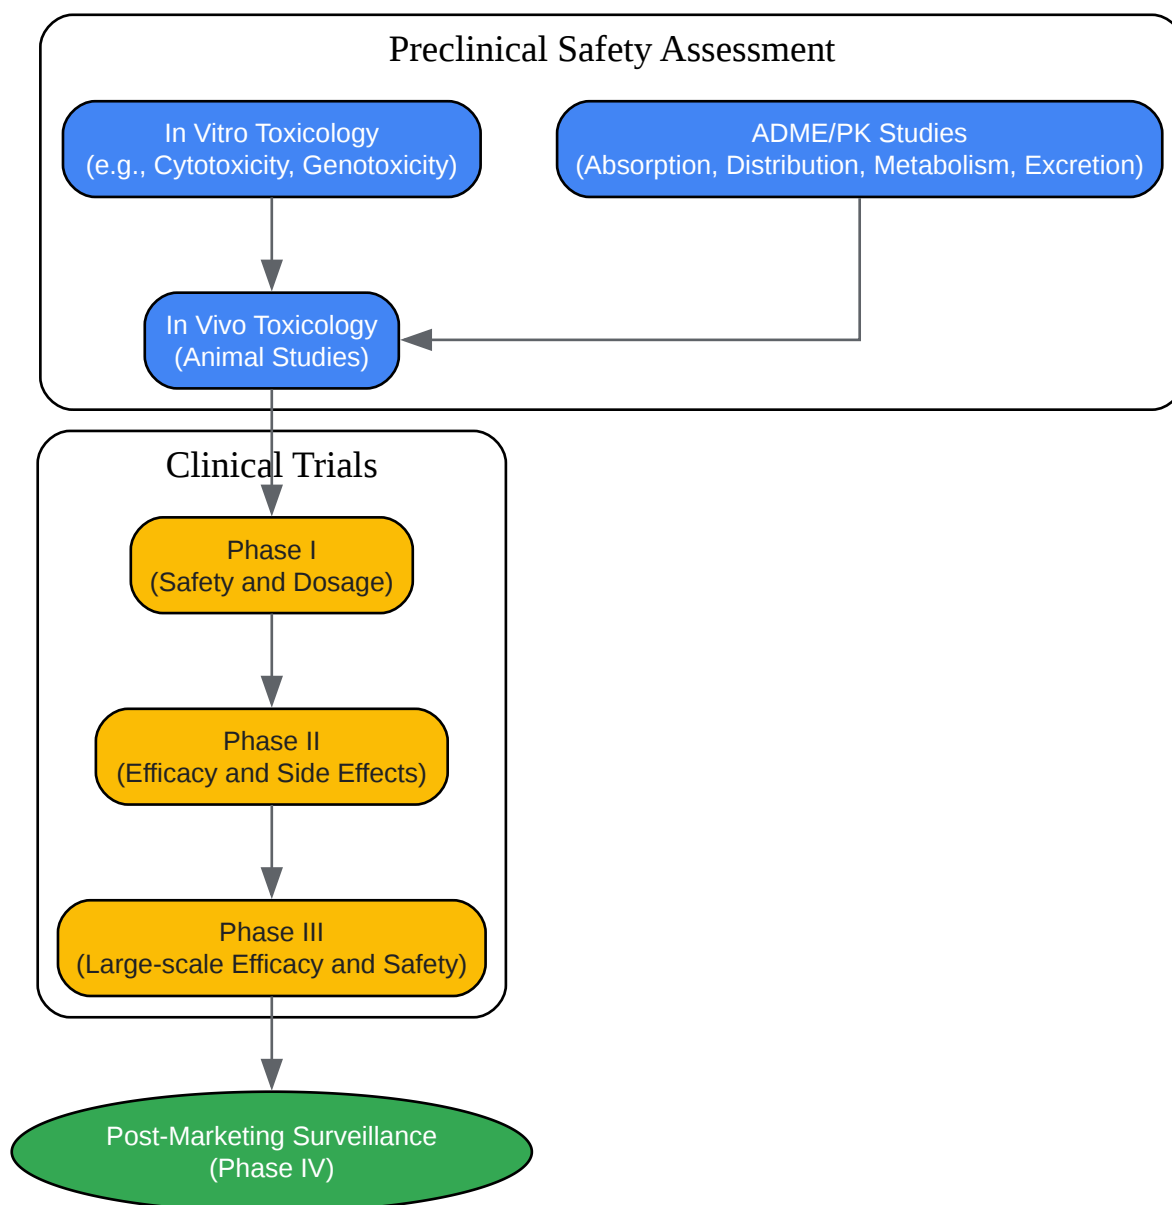 Preclinical Safety Assessment
In Vitro Toxicology
(e.g., Cytotoxicity, Genotoxicity)
ADME/PK Studies
(Absorption, Distribution, Metabolism, Excretion)
In Vivo Toxicology
(Animal Studies)
Clinical Trials
Phase I
(Safety and Dosage)
Phase II
(Efficacy and Side Effects)
Phase III
(Large-scale Efficacy and Safety)
Post-Marketing Surveillance
(Phase IV)